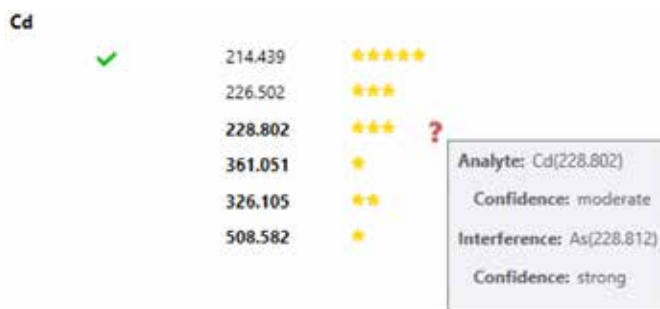 Cd
214.439
226.502
228.802 ?
361.051
326.105
508.582
Analyte: Cd(228.802)
Confidence: moderate
Interference: As(228.812)
Confidence: strong